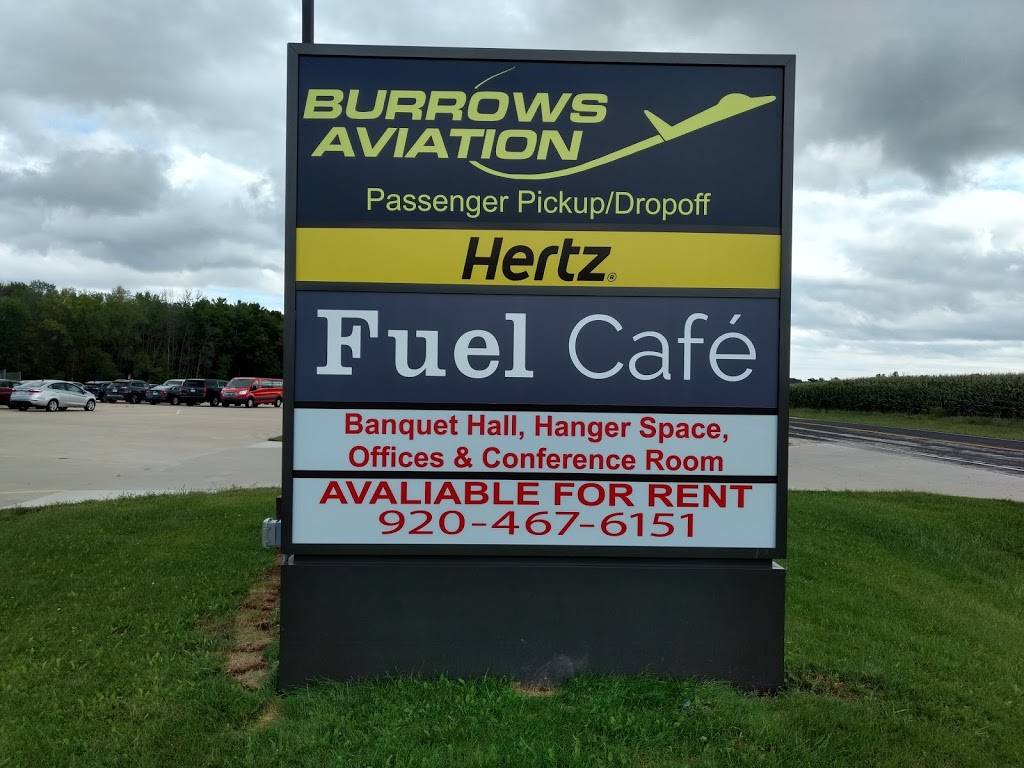 BURROWS
AVIATION
Passenger Pickup/Dropoff
Hertz®
Fuel Café
Banquet Hall, Hanger Space,
Offices & Conference Room
AVALIABLE FOR RENT
920-467-6151